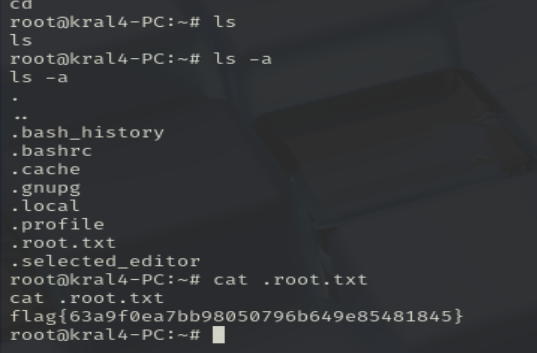 cd
root@kral4-PC:~# ls
ls
root@kral4-PC:~# ls -a
ls -a
.
..
.bash_history
.bashrc
.cache
.gnupg
.local
.profile
.root.txt
.selected_editor
root@kral4-PC:~# cat .root.txt
cat .root.txt
flag{63a9f0ea7bb98050796b649e85481845}
root@kral4-PC:~#